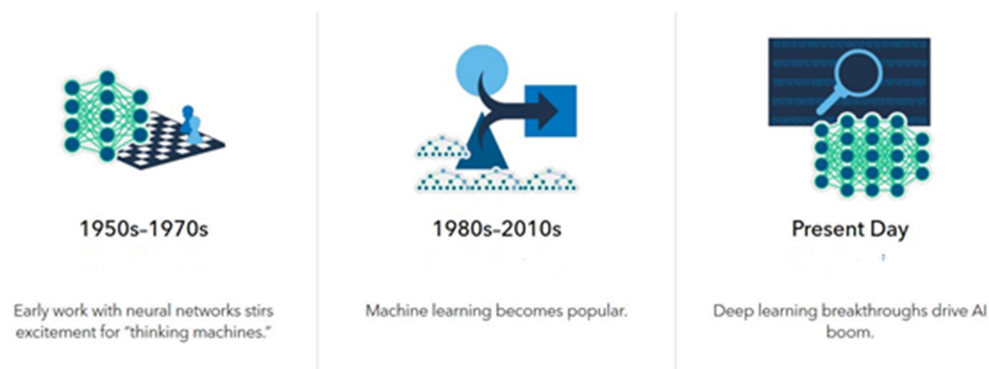 1950s–1970s
Early work with neural networks stirs
excitement for “thinking machines.”
1980s–2010s
Machine learning becomes popular.
Present Day
Deep learning breakthroughs drive AI
boom.